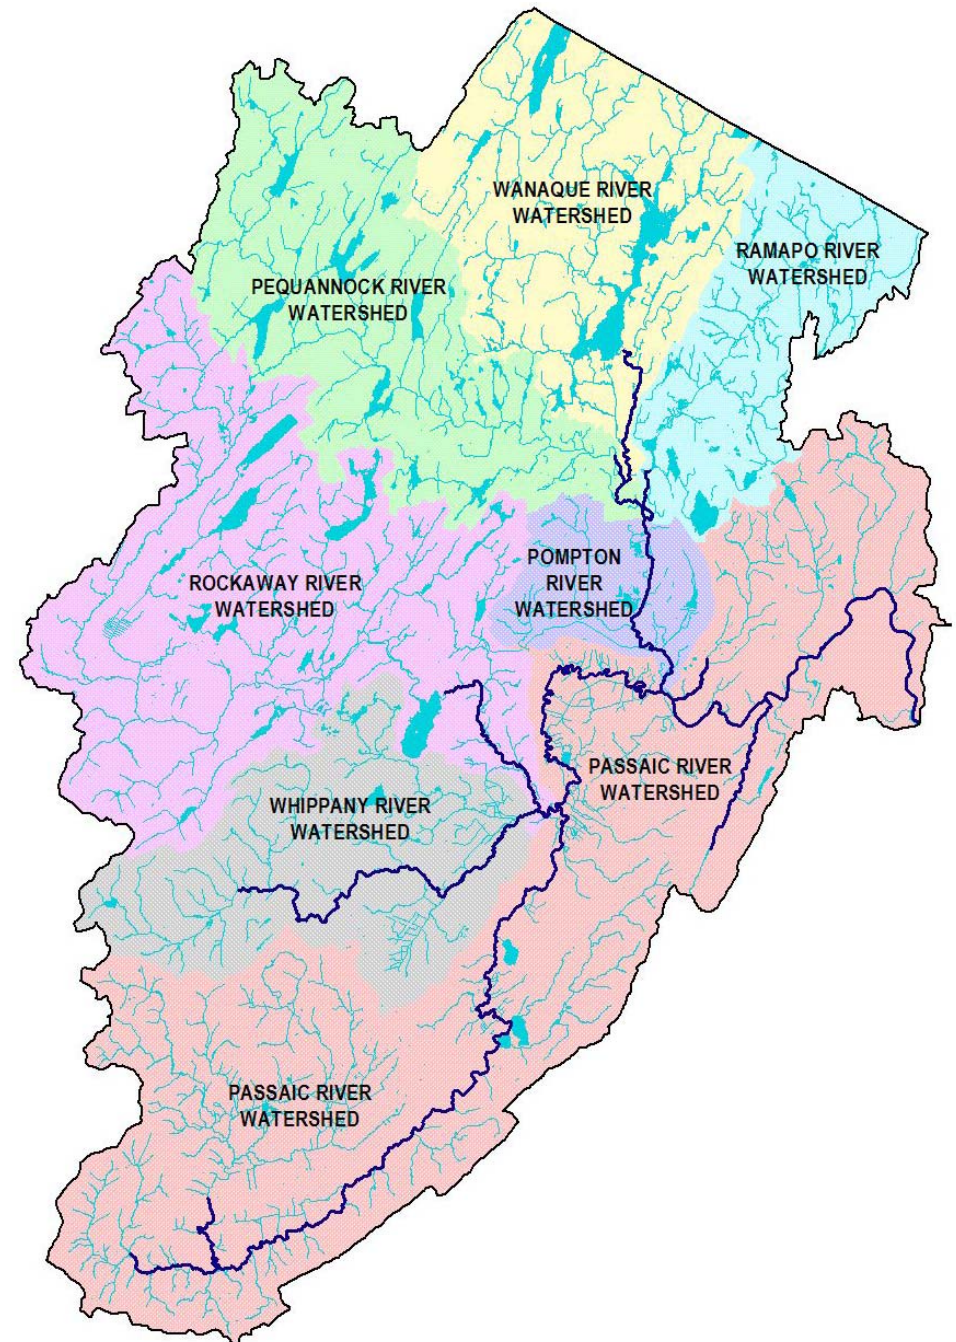 WANAQUE RIVER
WATERSHED
RAMAPO RIVER
WATERSHED
PEQUANNOCK RIVER
WATERSHED
POMPTON
RIVER
WATERSHED
ROCKAWAY RIVER
WATERSHED
PASSAIC RIVER
WATERSHED
WHIPPANY RIVER
WATERSHED
PASSAIC RIVER
WATERSHED